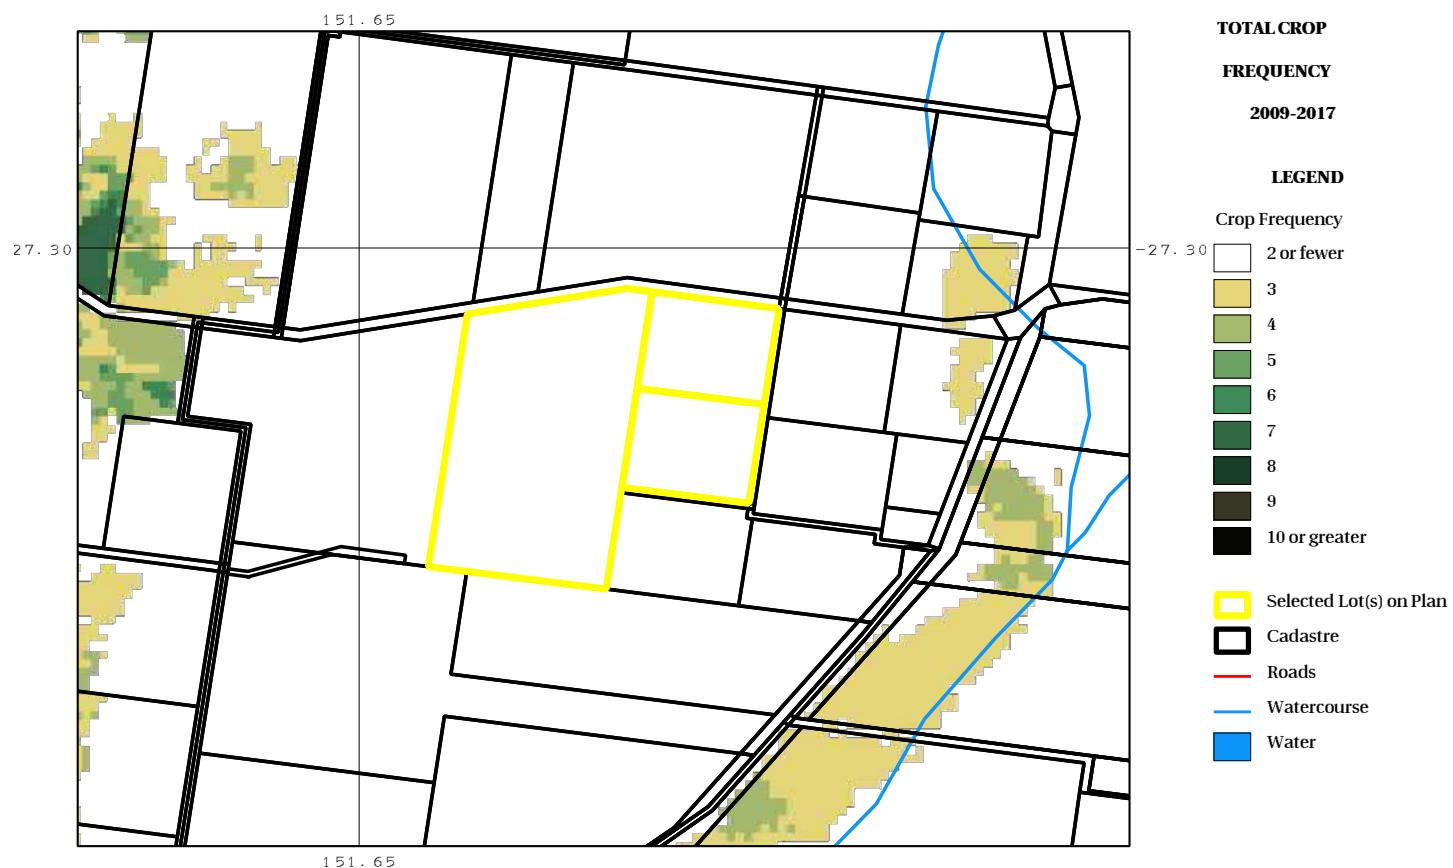 151.65
TOTAL CROP
FREQUENCY
2009-2017
LEGEND
Crop Frequency
27.30
-27.30
2 or fewer
3
4
5
6
7
8
9
10 or greater
Selected Lot(s) on Plan
Cadastre
Roads
Watercourse
Water
151.65